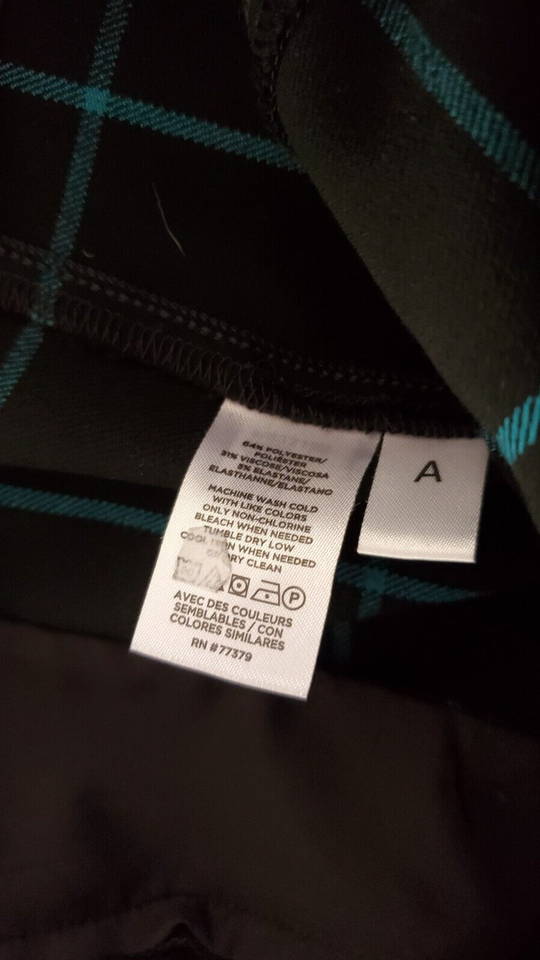 64% POLYESTER/
POLIÉSTER
31% VISCOSE/VISCOSA
5% ELASTANE/
ELASTHANNE/ELASTANO
MACHINE WASH COLD
WITH LIKE COLORS
ONLY NON-CHLORINE
BLEACH WHEN NEEDED
TUMBLE DRY LOW
COOL IRON WHEN NEEDED
OR DRY CLEAN
P
AVEC DES COULEURS
SEMBLABLES / CON
COLORES SIMILARES
RN #77379
A